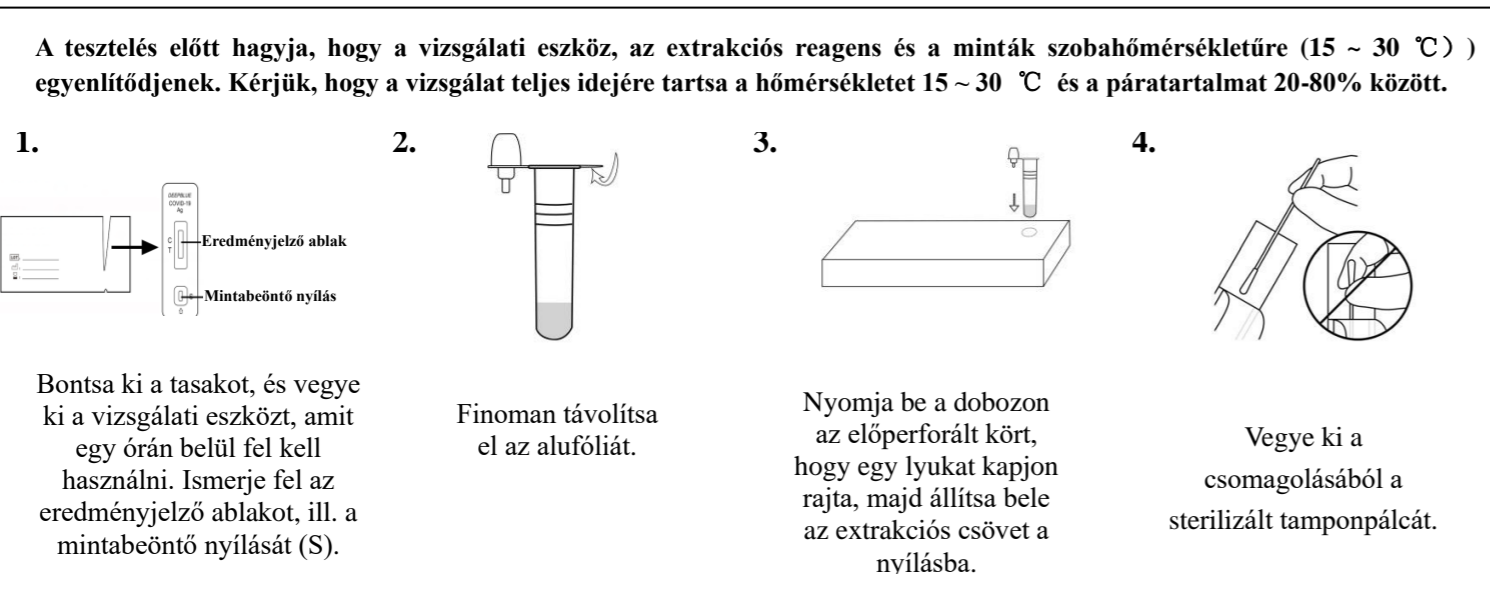 A tesztelés előtt hagyja, hogy a vizsgálati eszköz, az extrakciós reagens és a minták szobahőmérsékletűre (15 ~ 30 ℃) )
egyenlítődjenek. Kérjük, hogy a vizsgálat teljes idejére tartsa a hőmérsékletet 15 ~ 30 ℃ és a páratartalmat 20-80% között.
1.
DEEPBLUE
COVID-19
Ag
C
T
Eredményjelző ablak
Mintabeöntő nyílás
LOT
Bontsa ki a tasakot, és vegye
ki a vizsgálati eszközt, amit
egy órán belül fel kell
használni. Ismerje fel az
eredményjelző ablakot, ill. a
mintabeöntő nyílását (S).
2.
Finoman távolítsa
el az alufóliát.
3.
Nyomja be a dobozon
az előperforált kört,
hogy egy lyukat kapjon
rajta, majd állítsa bele
az extrakciós csövet a
nyílásba.
4.
Vegye ki a
csomagolásából a
sterilizált tamponpálcát.